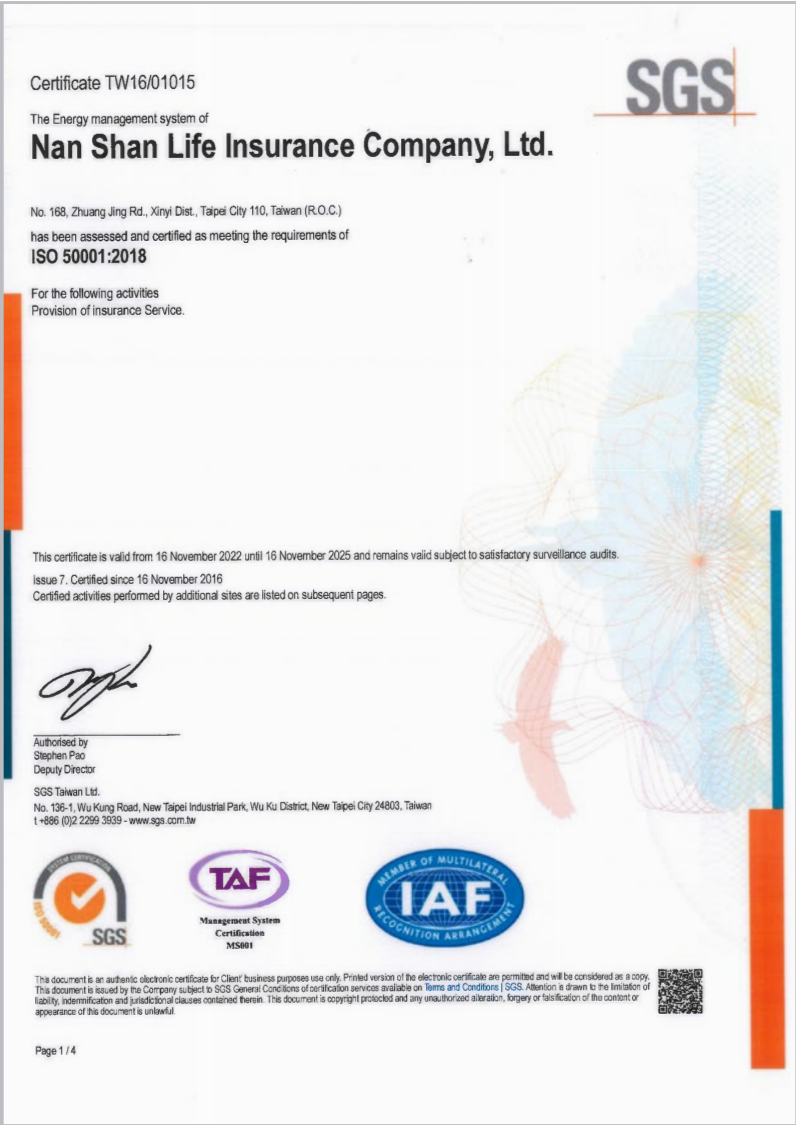 SGS
Certificate TW16/01015
The Energy management system of
Nan Shan Life Insurance Company, Ltd.
No. 168, Zhuang Jing Rd., Xinyi Dist., Taipei City 110, Taiwan (R.O.C.)
has been assessed and certified as meeting the requirements of
ISO 50001:2018
For the following activities
Provision of insurance Service.
This certificate is valid from 16 November 2022 until 16 November 2025 and remains valid subject to satisfactory surveillance audits.
Issue 7. Certified since 16 November 2016
Certified activities performed by additional sites are listed on subsequent pages.
Authorised by
Stephen Pao
Deputy Director
SGS Taiwan Ltd.
No. 136-1, Wu Kung Road, New Taipei Industrial Park, Wu Ku District, New Taipei City 24803, Taiwan
t +886 (0)2 2299 3939 - www.sgs.com.tw
SYSTEM CERTIFICATION
ISO 50001
SGS
TAF
Management System
Certification
MS001
MEMBER OF MULTILATERAL
IAF
RECOGNITION ARRANGEMENT
This document is an authentic electronic certificate for Client' business purposes use only. Printed version of the electronic certificate are permitted and will be considered as a copy.
This document is issued by the Company subject to SGS General Conditions of certification services available on Terms and Conditions | SGS. Attention is drawn to the limitation of
liability, indemnification and jurisdictional clauses contained therein. This document is copyright protected and any unauthorized alteration, forgery or falsification of the content or
appearance of this document is unlawful.
Page 1 / 4